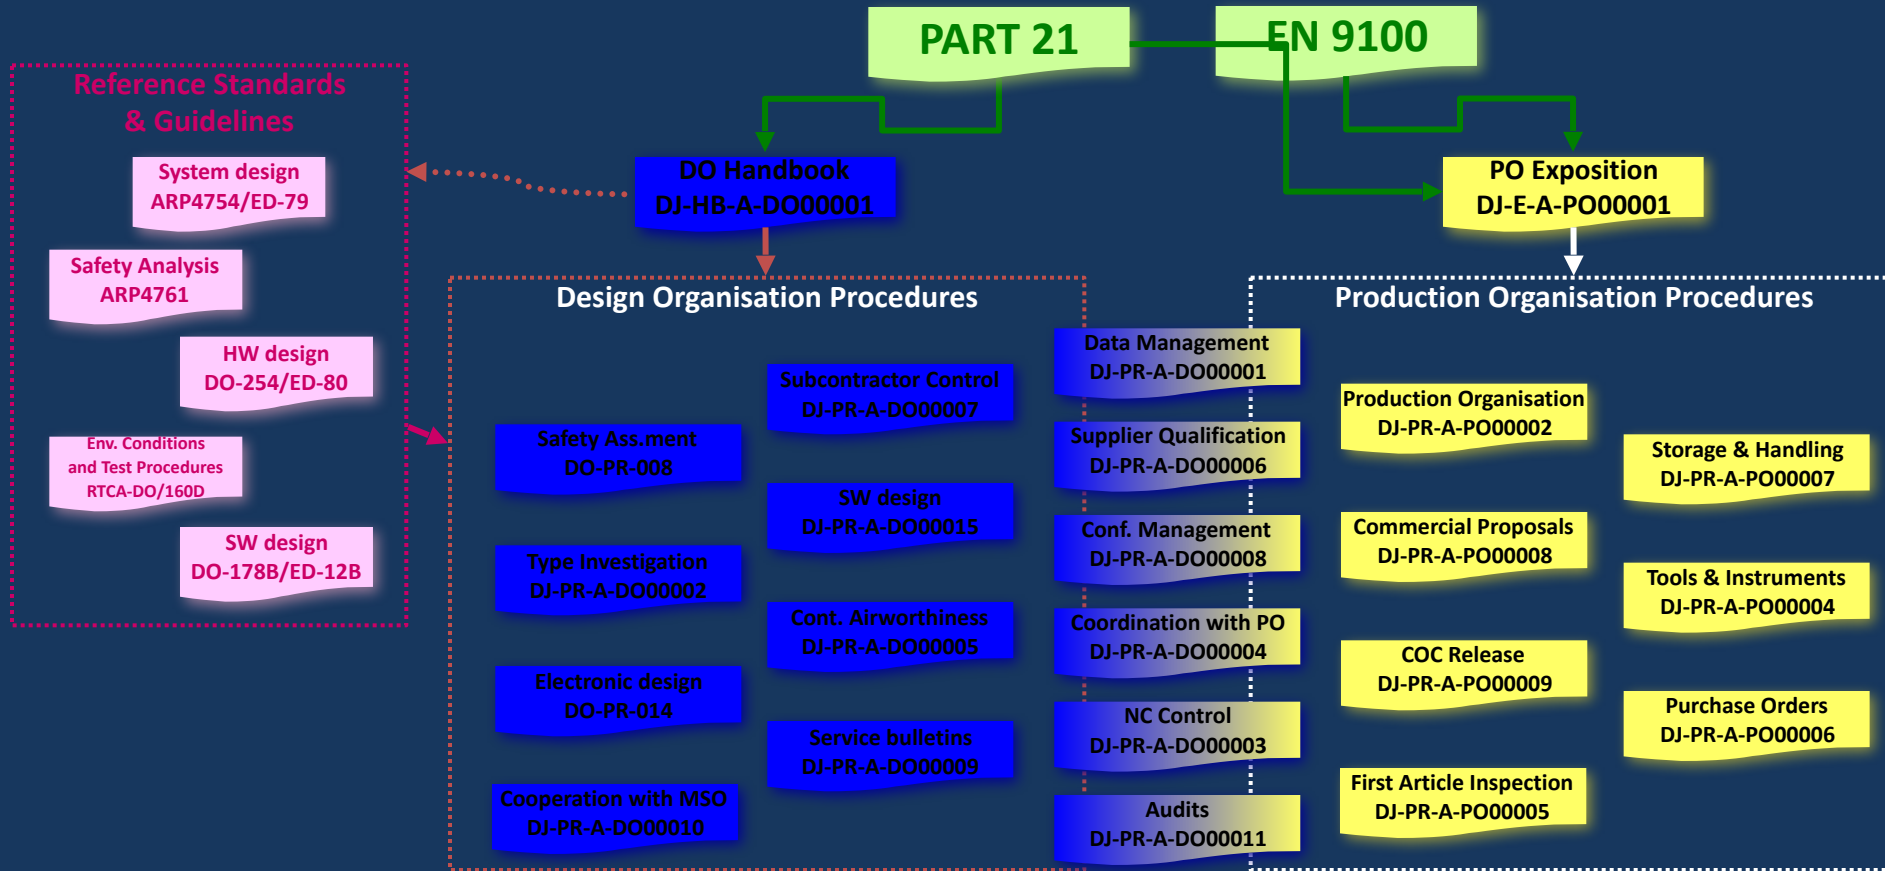 PART 21
EN 9100
Reference Standards
& Guidelines
System design
ARP4754/ED-79
Safety Analysis
ARP4761
HW design
DO-254/ED-80
Env. Conditions
and Test Procedures
RTCA-DO/160D
SW design
DO-178B/ED-12B
DO Handbook
DJ-HB-A-DO00001
PO Exposition
DJ-E-A-PO00001
Design Organisation Procedures
Safety Ass.ment
DO-PR-008
Type Investigation
DJ-PR-A-DO00002
Electronic design
DO-PR-014
Cooperation with MSO
DJ-PR-A-DO00010
Subcontractor Control
DJ-PR-A-DO00007
SW design
DJ-PR-A-DO00015
Cont. Airworthiness
DJ-PR-A-DO00005
Service bulletins
DJ-PR-A-DO00009
Data Management
DJ-PR-A-DO00001
Supplier Qualification
DJ-PR-A-DO00006
Conf. Management
DJ-PR-A-DO00008
Coordination with PO
DJ-PR-A-DO00004
NC Control
DJ-PR-A-DO00003
Audits
DJ-PR-A-DO00011
Production Organisation Procedures
Production Organisation
DJ-PR-A-PO00002
Commercial Proposals
DJ-PR-A-PO00008
COC Release
DJ-PR-A-PO00009
First Article Inspection
DJ-PR-A-PO00005
Storage & Handling
DJ-PR-A-PO00007
Tools & Instruments
DJ-PR-A-PO00004
Purchase Orders
DJ-PR-A-PO00006